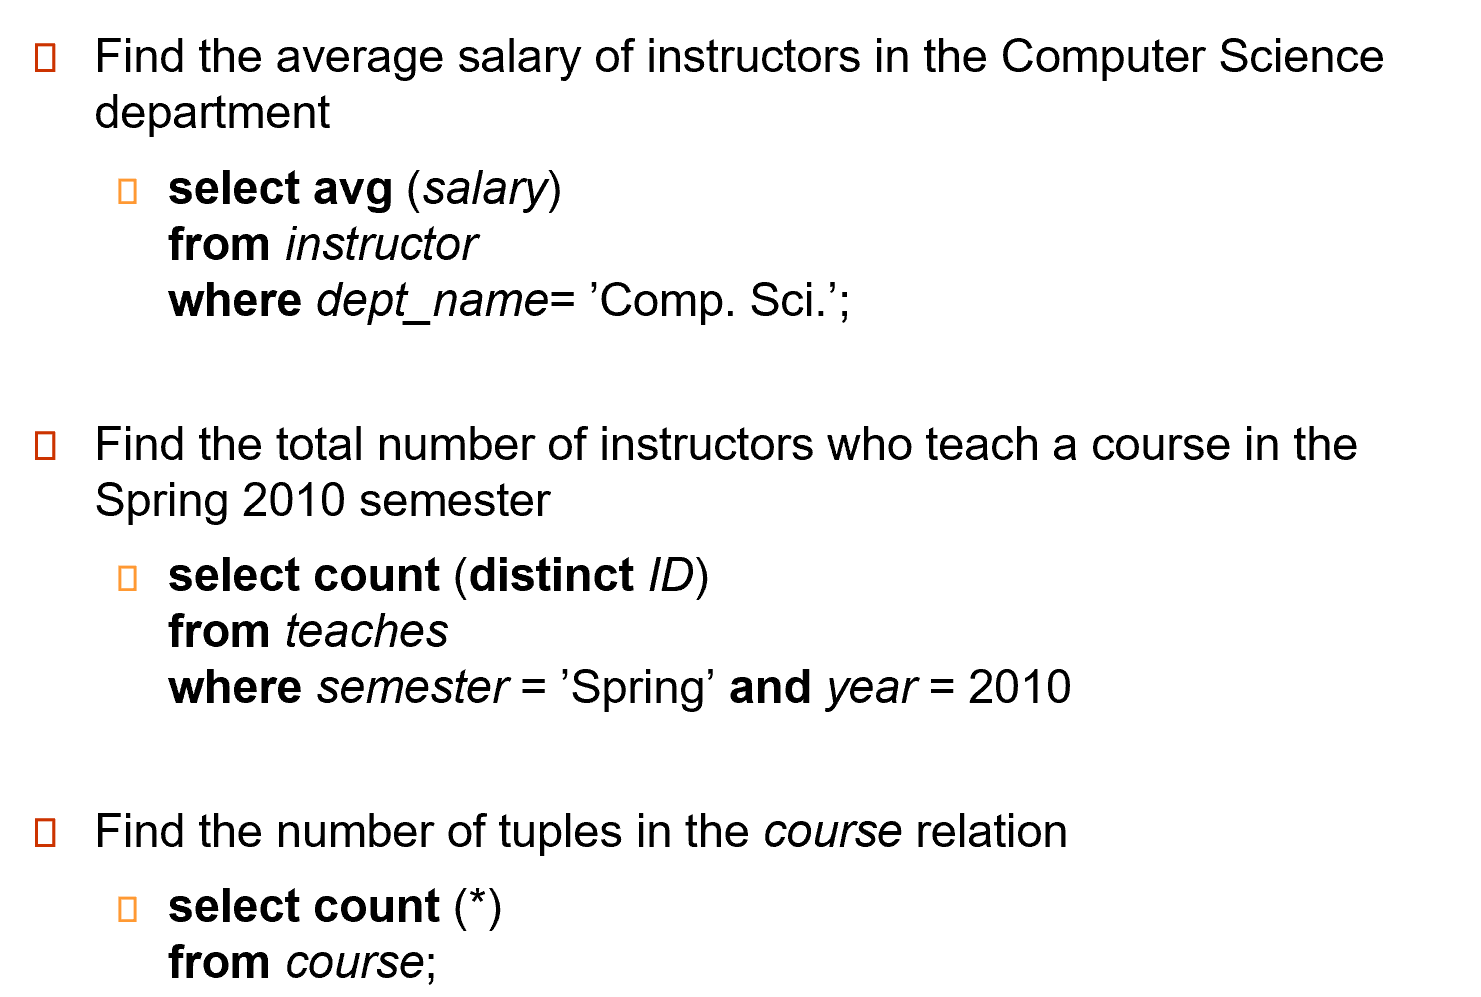 Find the average salary of instructors in the Computer Science
department
select avg (salary)
from instructor
where dept_name= ’Comp. Sci.’;
Find the total number of instructors who teach a course in the
Spring 2010 semester
select count (distinct ID)
from teaches
where semester = ’Spring’ and year = 2010
Find the number of tuples in the course relation
select count (*)
from course;